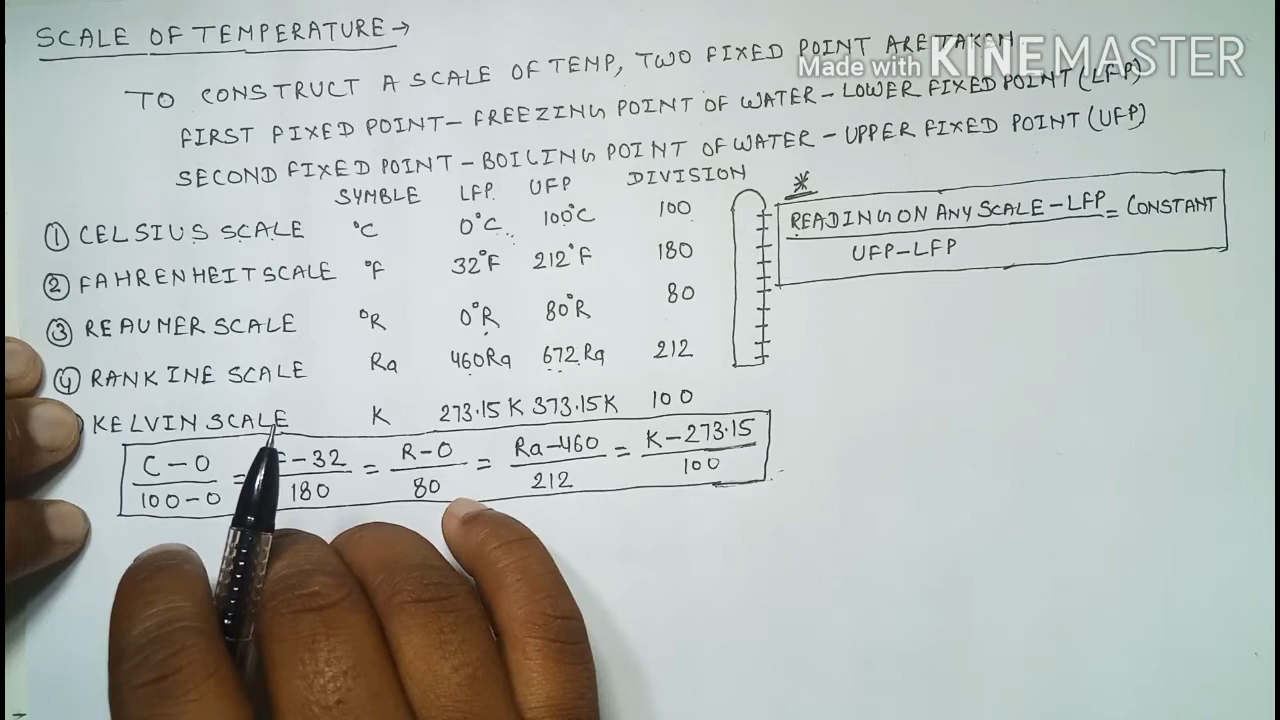 SCALE OF TEMPERATURE→
TO CONSTRUCT A SCALE OF TEMP, TWO FIXED POINT ARE TAKEN
Made with KINEMASTER
FIRST FIXED POINT– FREEZING POINT OF WATER – LOWER FIXED POINT (LFP)
SECOND FIXED POINT – BOILING POINT OF WATER – UPPER FIXED POINT (UFP)
SYMBLE LFP UFP DIVISION
① CELSIUS SCALE °C 0°C 100°C 100
② FAHRENHEIT SCALE °F 32°F 212°F 180
③ REAUMER SCALE °R 0°R 80°R 80
④ RANKINE SCALE Ra 460Ra 672Ra 212
KELVIN SCALE K 273.15K 373.15K 100
C – 0 / 100 – 0 = – 32 / 180 = R – 0 / 80 = Ra – 460 / 212 = K – 273.15 / 100
*
READING ON ANY SCALE – LFP / UFP – LFP = CONSTANT